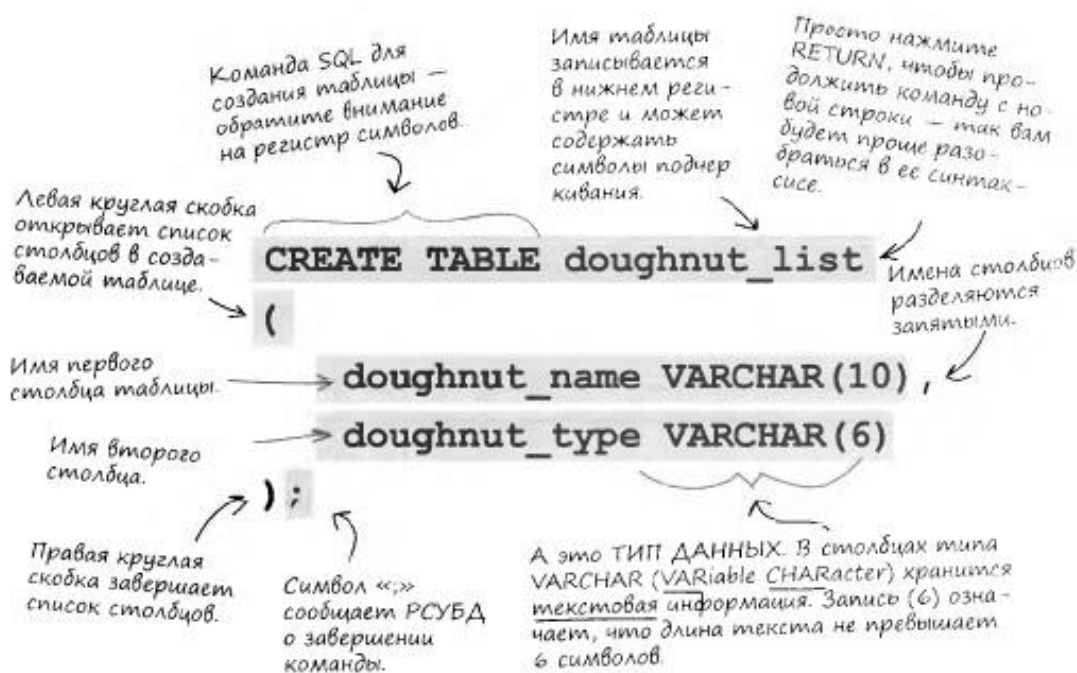 Команда SQL для
создания таблицы —
обратите внимание
на регистр символов.
Имя таблицы
записывается
в нижнем реги-
стре и может
содержать
символы подчер
кивания.
Просто нажмите
RETURN, чтобы про-
должить команду с но-
вой строки — так вам
будет проще разо-
браться в ее синтак-
сисе.
Левая круглая скобка
открывает список
столбцов в созда-
ваемой таблице.
CREATE TABLE doughnut_list
(
Имена столбцов
разделяются
запятыми.
Имя первого
столбца таблицы.
doughnut_name VARCHAR(10),
Имя второго
столбца.
doughnut_type VARCHAR(6)
);
Правая круглая
скобка завершает
список столбцов.
Символ «;»
сообщает РСУБД
о завершении
команды.
А это ТИП ДАННЫХ. В столбцах типа
VARCHAR (VARiable CHARacter) хранится
текстовая информация. Запись (6) озна-
чает, что длина текста не превышает
6 символов.